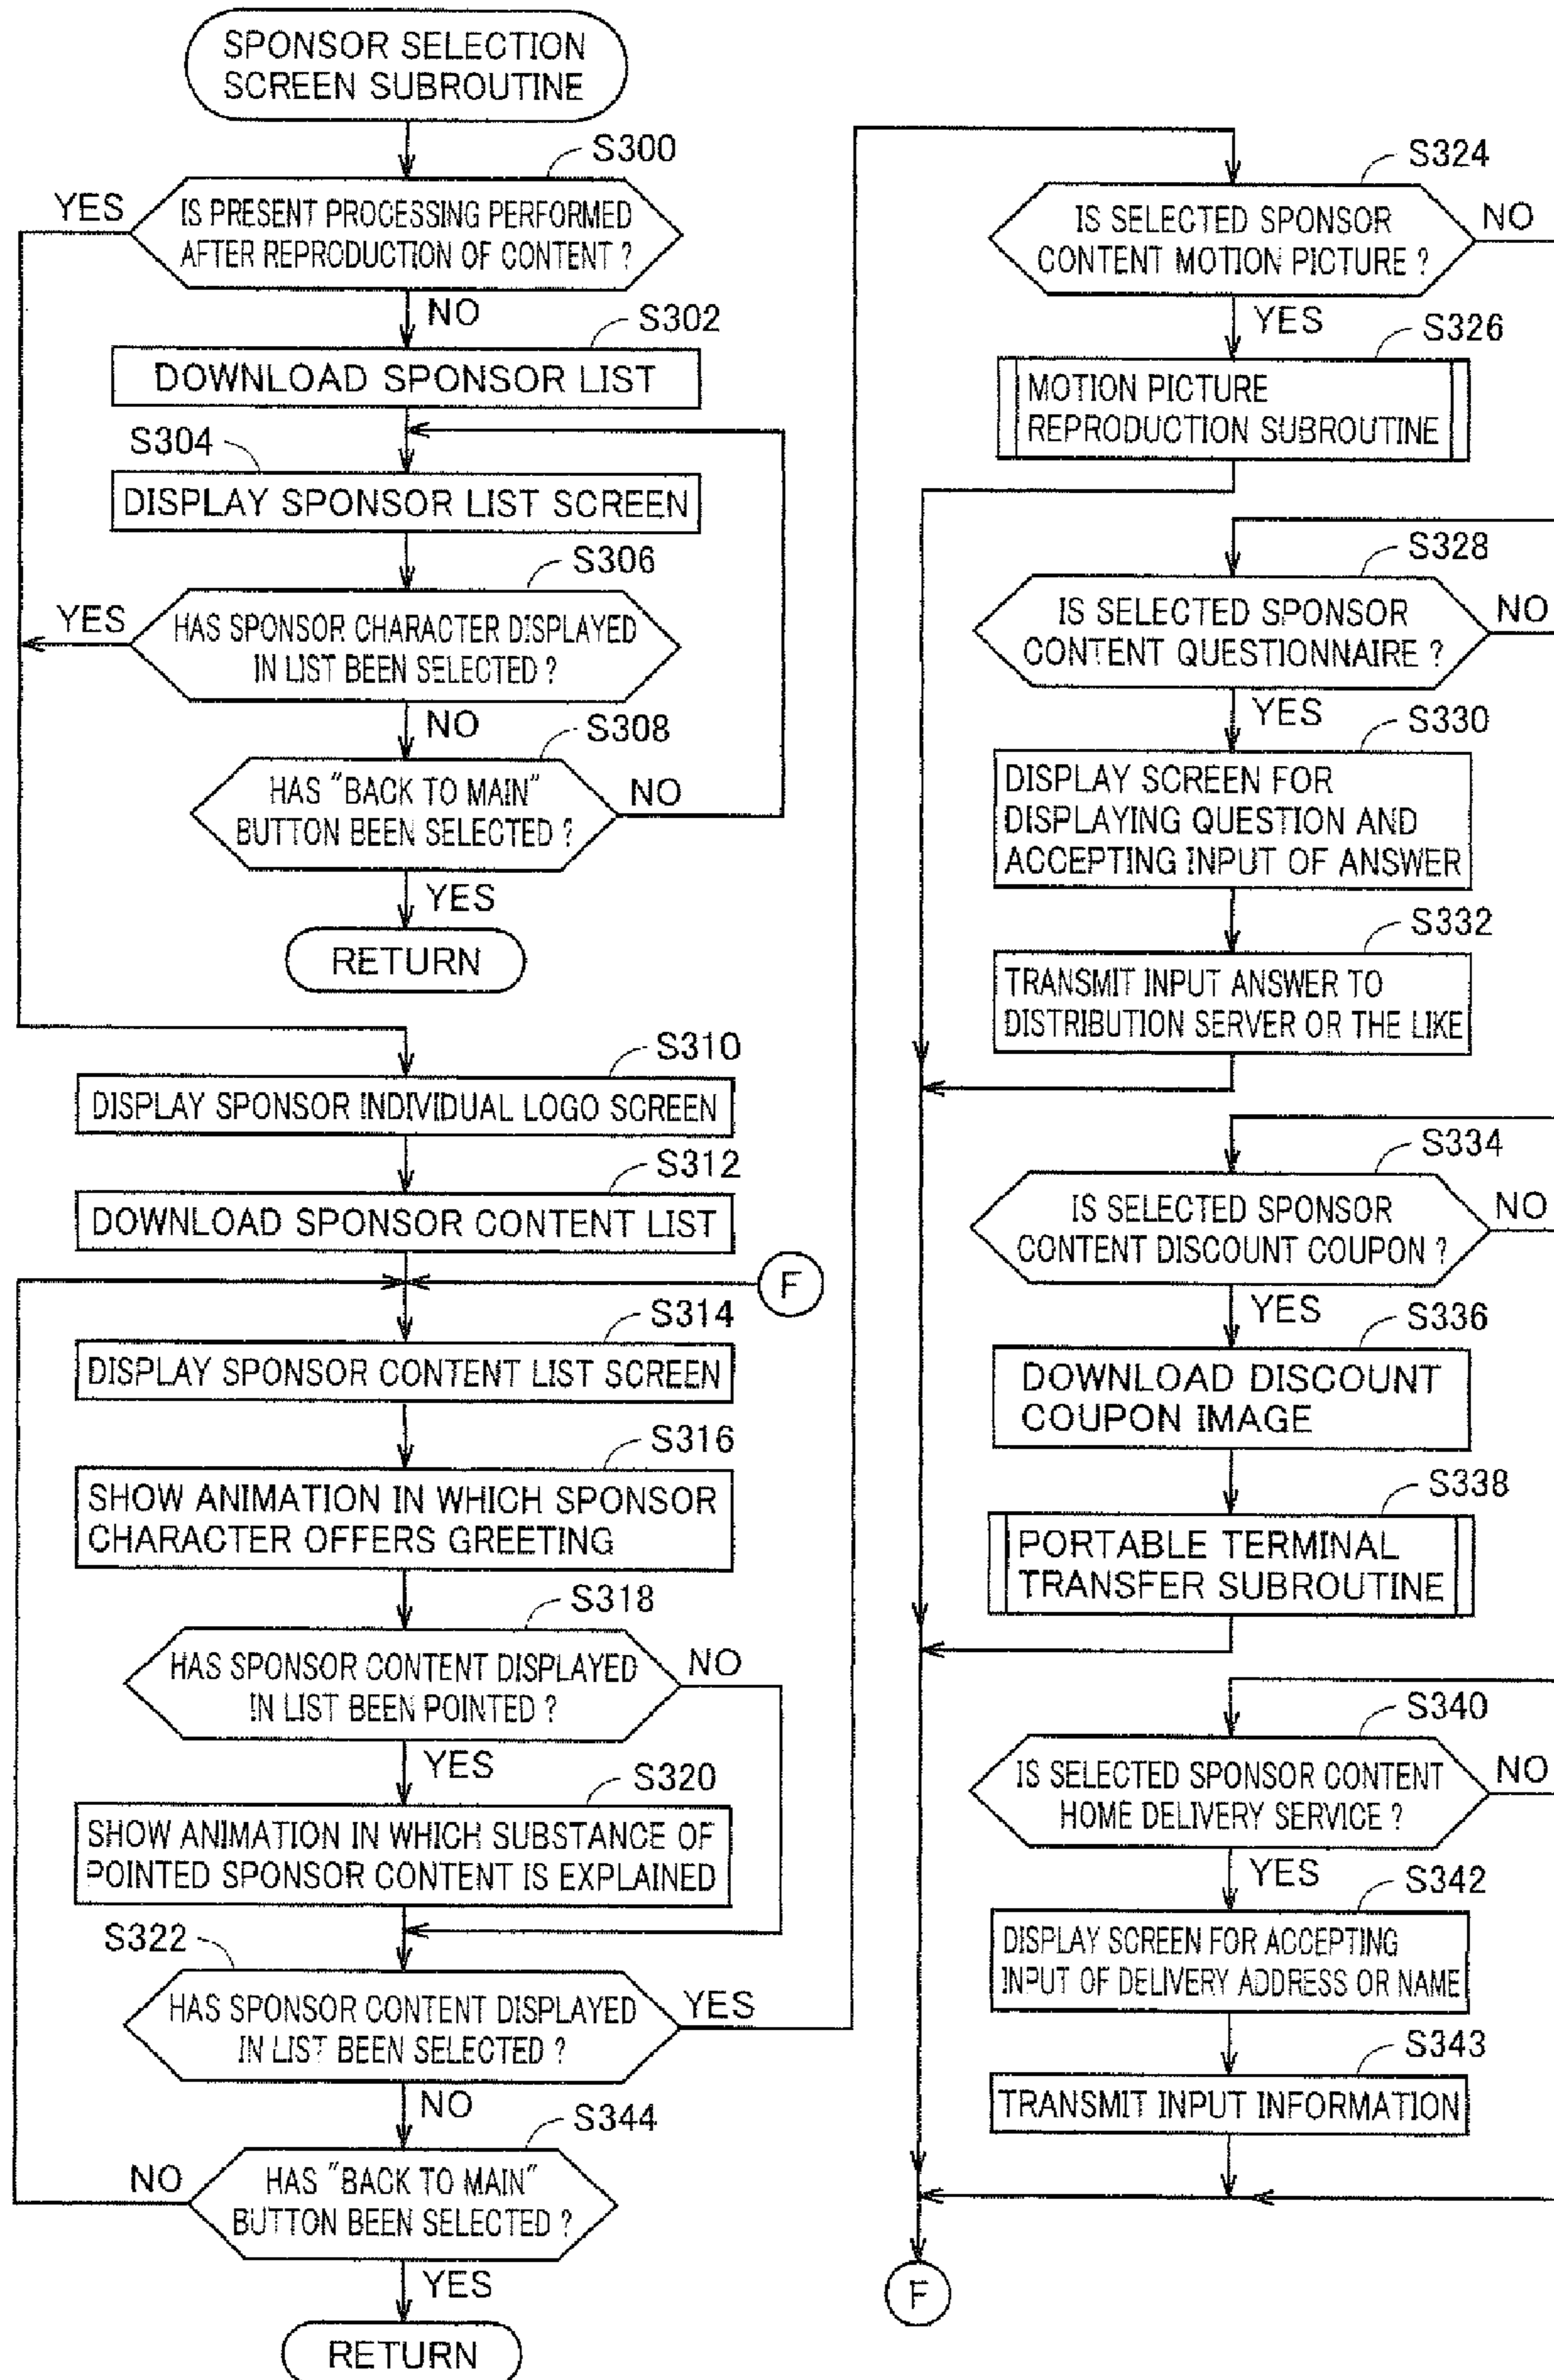 SPONSOR SELECTION
SCREEN SUBROUTINE
S300
YES
IS PRESENT PROCESSING PERFORMED
AFTER REPRODUCTION OF CONTENT ?
NO
S302
DOWNLOAD SPONSOR LIST
S304
DISPLAY SPONSOR LIST SCREEN
S306
YES
HAS SPONSOR CHARACTER DISPLAYED
IN LIST BEEN SELECTED ?
NO
S308
HAS "BACK TO MAIN"
BUTTON BEEN SELECTED ?
NO
YES
RETURN
S310
DISPLAY SPONSOR INDIVIDUAL LOGO SCREEN
S312
DOWNLOAD SPONSOR CONTENT LIST
F
S314
DISPLAY SPONSOR CONTENT LIST SCREEN
S316
SHOW ANIMATION IN WHICH SPONSOR
CHARACTER OFFERS GREETING
S318
HAS SPONSOR CONTENT DISPLAYED
IN LIST BEEN POINTED ?
NO
YES
S320
SHOW ANIMATION IN WHICH SUBSTANCE OF
POINTED SPONSOR CONTENT IS EXPLAINED
S322
HAS SPONSOR CONTENT DISPLAYED
IN LIST BEEN SELECTED ?
YES
NO
S344
NO
HAS "BACK TO MAIN"
BUTTON BEEN SELECTED ?
YES
RETURN
S324
IS SELECTED SPONSOR
CONTENT MOTION PICTURE ?
NO
YES
S326
MOTION PICTURE
REPRODUCTION SUBROUTINE
S328
IS SELECTED SPONSOR
CONTENT QUESTIONNAIRE ?
NO
YES
S330
DISPLAY SCREEN FOR
DISPLAYING QUESTION AND
ACCEPTING INPUT OF ANSWER
S332
TRANSMIT INPUT ANSWER TO
DISTRIBUTION SERVER OR THE LIKE
S334
IS SELECTED SPONSOR
CONTENT DISCOUNT COUPON ?
NO
YES
S336
DOWNLOAD DISCOUNT
COUPON IMAGE
S338
PORTABLE TERMINAL
TRANSFER SUBROUTINE
S340
IS SELECTED SPONSOR CONTENT
HOME DELIVERY SERVICE ?
NO
YES
S342
DISPLAY SCREEN FOR ACCEPTING
INPUT OF DELIVERY ADDRESS OR NAME
S343
TRANSMIT INPUT INFORMATION
F